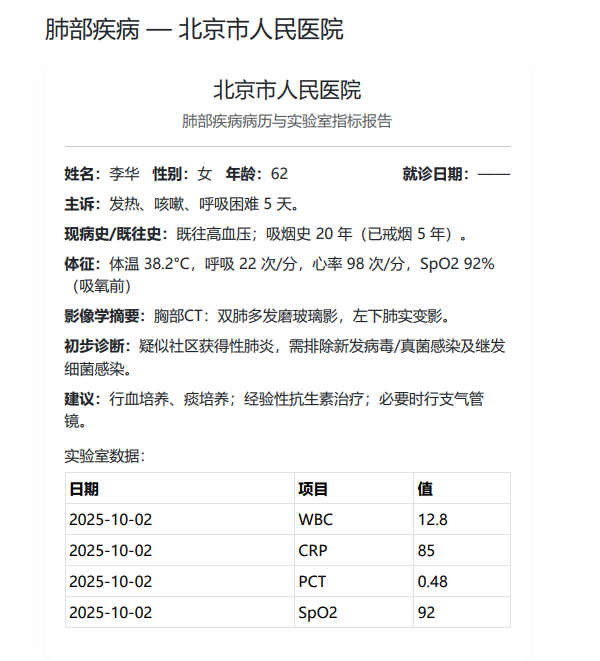 肺部疾病 — 北京市人民医院
北京市人民医院
肺部疾病病历与实验室指标报告
姓名：李华 性别：女 年龄：62 就诊日期：——
主诉：发热、咳嗽、呼吸困难 5 天。
现病史/既往史：既往高血压；吸烟史 20 年（已戒烟 5 年）。
体征：体温 38.2°C，呼吸 22 次/分，心率 98 次/分，SpO2 92%
（吸氧前）
影像学摘要：胸部CT：双肺多发磨玻璃影，左下肺实变影。
初步诊断：疑似社区获得性肺炎，需排除新发病毒/真菌感染及继发
细菌感染。
建议：行血培养、痰培养；经验性抗生素治疗；必要时行支气管
镜。
实验室数据：
日期 项目 值
2025-10-02 WBC 12.8
2025-10-02 CRP 85
2025-10-02 PCT 0.48
2025-10-02 SpO2 92